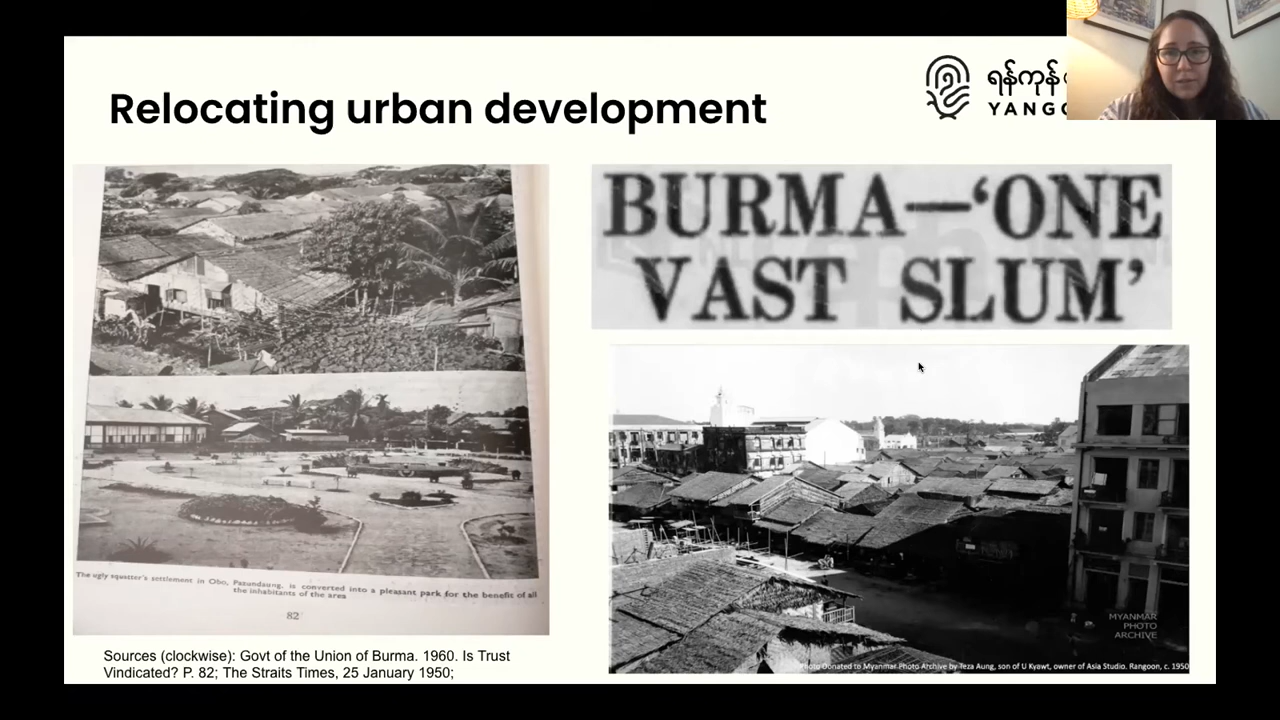 Relocating urban development
ရန်ကုန်
YANGO
BURMA—‘ONE
VAST SLUM’
The ugly squatter's settlement in Obo, Pazundaung, is converted into a pleasant park for the benefit of all
the inhabitants of the area
82
MYANMAR
PHOTO
ARCHIVE
Photo Donated to Myanmar Photo Archive by Teza Aung, son of U Kyawt, owner of Asia Studio. Rangoon, c. 1950
Sources (clockwise): Govt of the Union of Burma. 1960. Is Trust
Vindicated? P. 82; The Straits Times, 25 January 1950;